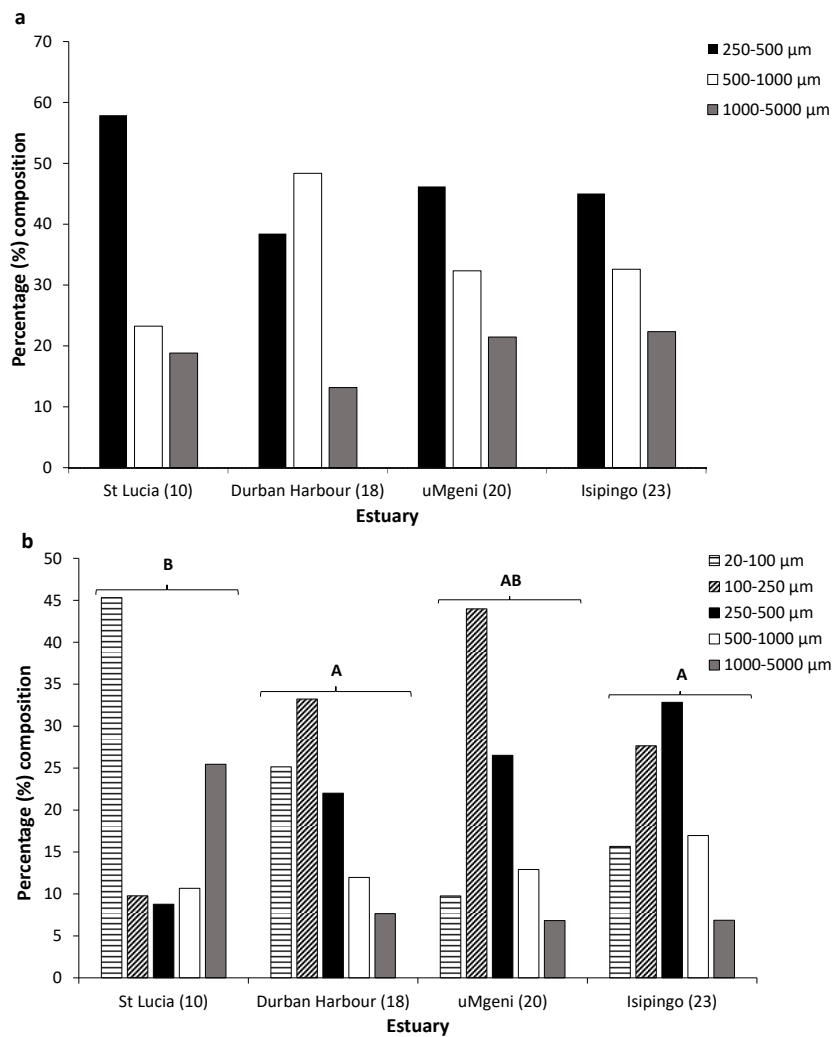 a
70
60
50
40
30
20
10
0
Percentage (%) composition
250-500 µm
500-1000 µm
1000-5000 µm
St Lucia (10) Durban Harbour (18) uMgeni (20) Isipingo (23)
Estuary
b
50
45
40
35
30
25
20
15
10
5
0
Percentage (%) composition
B
A
AB
A
20-100 µm
100-250 µm
250-500 µm
500-1000 µm
1000-5000 µm
St Lucia (10) Durban Harbour (18) uMgeni (20) Isipingo (23)
Estuary